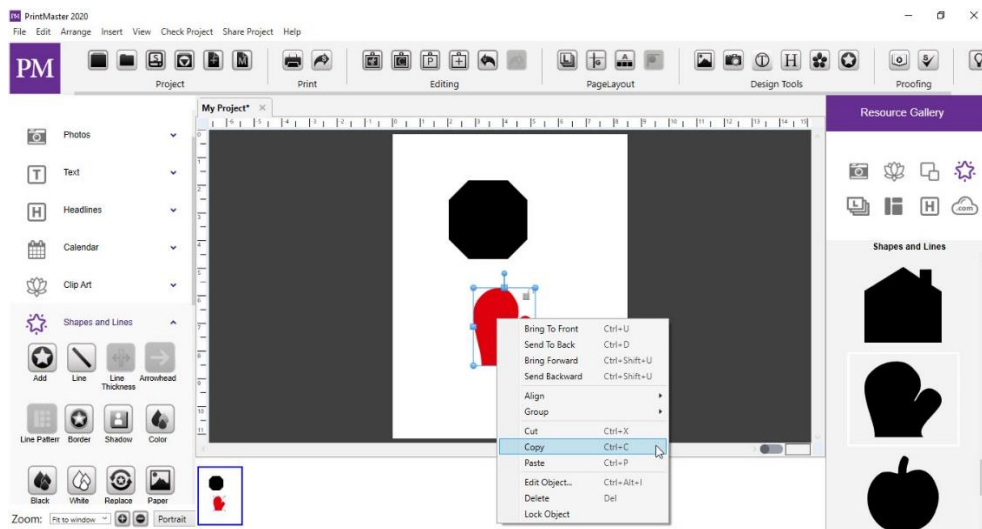 PM PrintMaster 2020
File Edit Arrange Insert View Check Project Share Project Help
PM
Project Print Editing PageLayout Design Tools Proofing
My Project*
Resource Gallery
Photos
Text
Headlines
Calendar
Clip Art
Shapes and Lines
Add Line Line Thickness Arrowhead
Line Pattern Border Shadow Color
Black White Replace Paper
Zoom: Fit to window Portrait
Bring To Front Ctrl+U
Send To Back Ctrl+D
Bring Forward Ctrl+Shift+U
Send Backward Ctrl+Shift+U
Align
Group
Cut Ctrl+X
Copy Ctrl+C
Paste Ctrl+P
Edit Object... Ctrl+Alt+I
Delete Del
Lock Object
Shapes and Lines